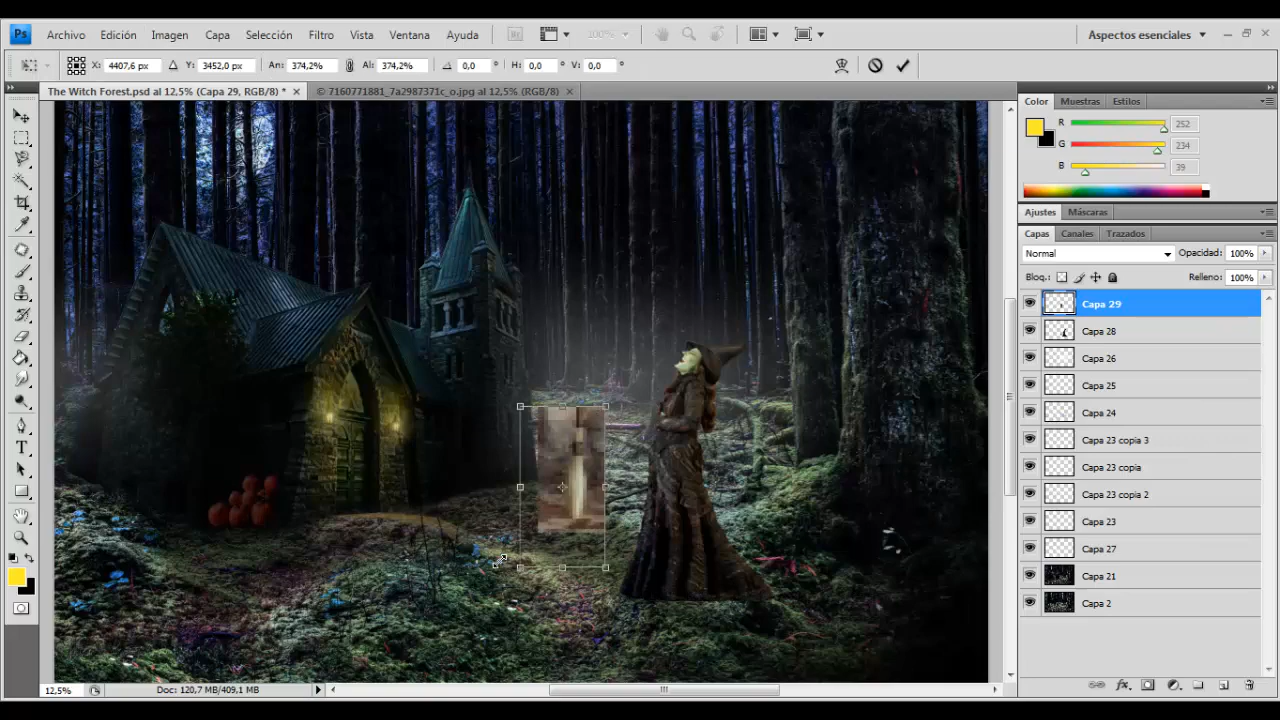 Ps Archivo Edición Imagen Capa Selección Filtro Vista Ventana Ayuda Br 100% Aspectos esenciales
X: 4407,6 px Y: 3452,0 px An: 374,2% Al: 374,2% 0,0 ° H: 0,0 ° V: 0,0 °
The Witch Forest.psd al 12,5% (Capa 29, RGB/8) * × © 7160771881_7a2987371c_o.jpg al 12,5% (RGB/8) ×
Color Muestras Estilos
R 252
G 234
B 39
Ajustes Máscaras
Capas Canales Trazados
Normal Opacidad: 100%
Bloq.: Relleno: 100%
Capa 29
Capa 28
Capa 26
Capa 25
Capa 24
Capa 23 copia 3
Capa 23 copia
Capa 23 copia 2
Capa 23
Capa 27
Capa 21
Capa 2
12,5% Doc: 120,7 MB/409,1 MB